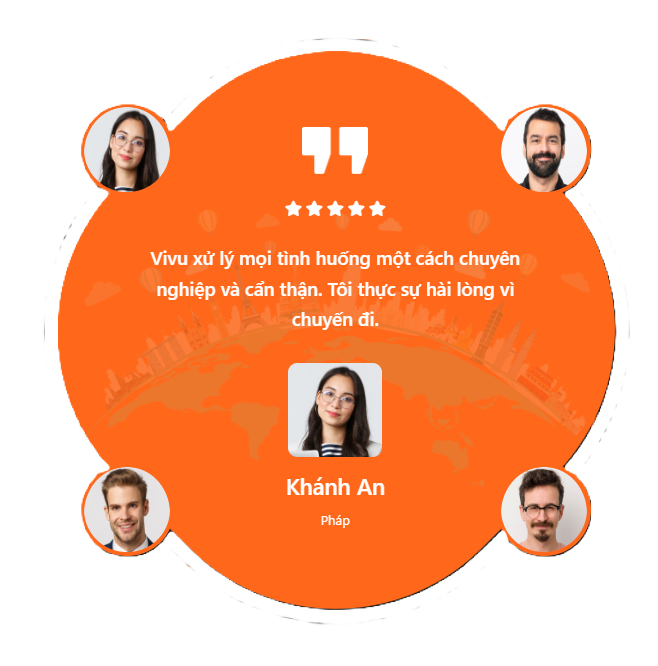 Vivu xử lý mọi tình huống một cách chuyên
nghiệp và cẩn thận. Tôi thực sự hài lòng vì
chuyến đi.
Khánh An
Pháp